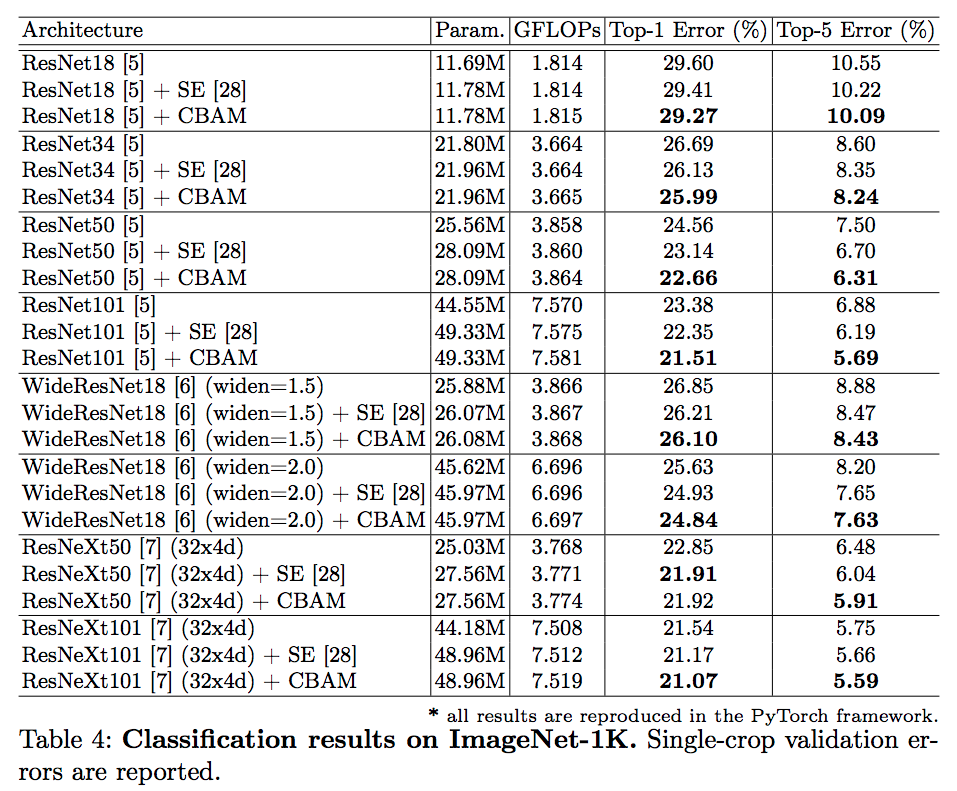 Architecture Param. GFLOPs Top-1 Error (%) Top-5 Error (%)
ResNet18 [5] 11.69M 1.814 29.60 10.55
ResNet18 [5] + SE [28] 11.78M 1.814 29.41 10.22
ResNet18 [5] + CBAM 11.78M 1.815 29.27 10.09
ResNet34 [5] 21.80M 3.664 26.69 8.60
ResNet34 [5] + SE [28] 21.96M 3.664 26.13 8.35
ResNet34 [5] + CBAM 21.96M 3.665 25.99 8.24
ResNet50 [5] 25.56M 3.858 24.56 7.50
ResNet50 [5] + SE [28] 28.09M 3.860 23.14 6.70
ResNet50 [5] + CBAM 28.09M 3.864 22.66 6.31
ResNet101 [5] 44.55M 7.570 23.38 6.88
ResNet101 [5] + SE [28] 49.33M 7.575 22.35 6.19
ResNet101 [5] + CBAM 49.33M 7.581 21.51 5.69
WideResNet18 [6] (widen=1.5) 25.88M 3.866 26.85 8.88
WideResNet18 [6] (widen=1.5) + SE [28] 26.07M 3.867 26.21 8.47
WideResNet18 [6] (widen=1.5) + CBAM 26.08M 3.868 26.10 8.43
WideResNet18 [6] (widen=2.0) 45.62M 6.696 25.63 8.20
WideResNet18 [6] (widen=2.0) + SE [28] 45.97M 6.696 24.93 7.65
WideResNet18 [6] (widen=2.0) + CBAM 45.97M 6.697 24.84 7.63
ResNeXt50 [7] (32x4d) 25.03M 3.768 22.85 6.48
ResNeXt50 [7] (32x4d) + SE [28] 27.56M 3.771 21.91 6.04
ResNeXt50 [7] (32x4d) + CBAM 27.56M 3.774 21.92 5.91
ResNeXt101 [7] (32x4d) 44.18M 7.508 21.54 5.75
ResNeXt101 [7] (32x4d) + SE [28] 48.96M 7.512 21.17 5.66
ResNeXt101 [7] (32x4d) + CBAM 48.96M 7.519 21.07 5.59
* all results are reproduced in the PyTorch framework.
Table 4: Classification results on ImageNet-1K. Single-crop validation er-
rors are reported.